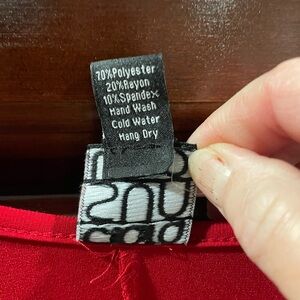 70%Polyester
20%Rayon
10%Spandex
Hand Wash
Cold Water
Hang Dry